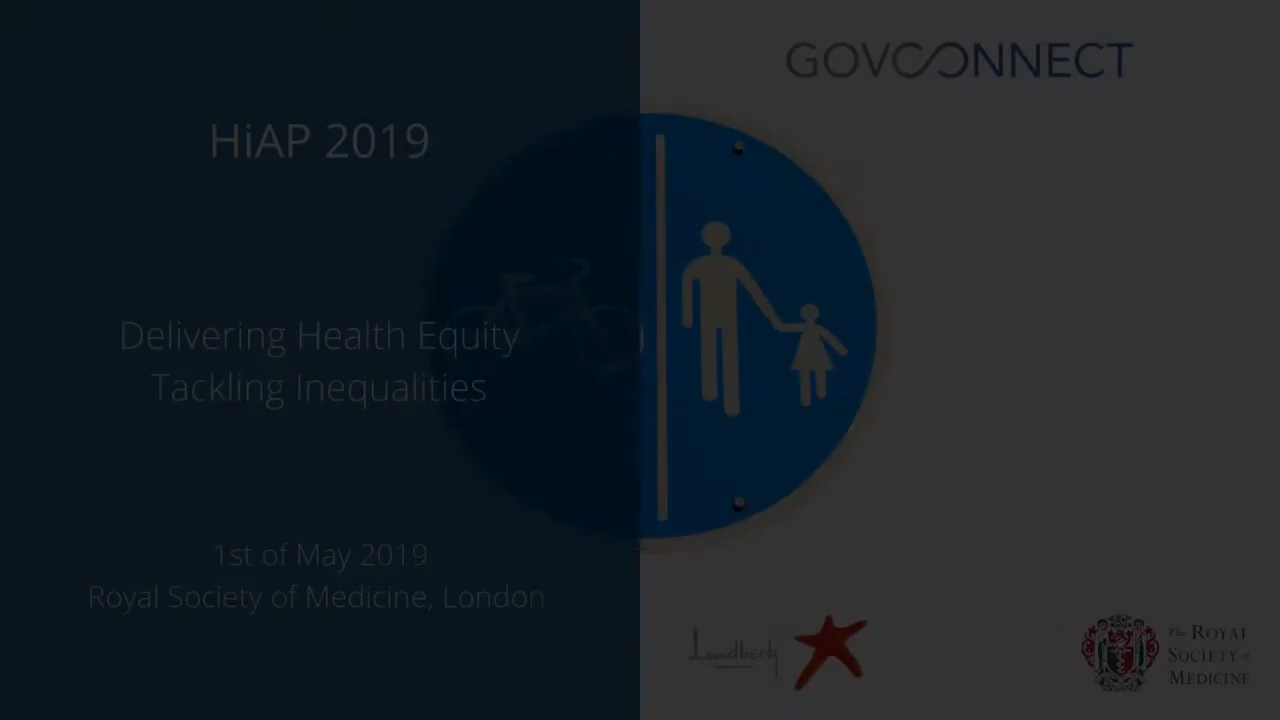 GOVCONNECT
HiAP 2019
Delivering Health Equity
Tackling Inequalities
1st of May 2019
Royal Society of Medicine, London
Lundbeck
The ROYAL
SOCIETY of
MEDICINE